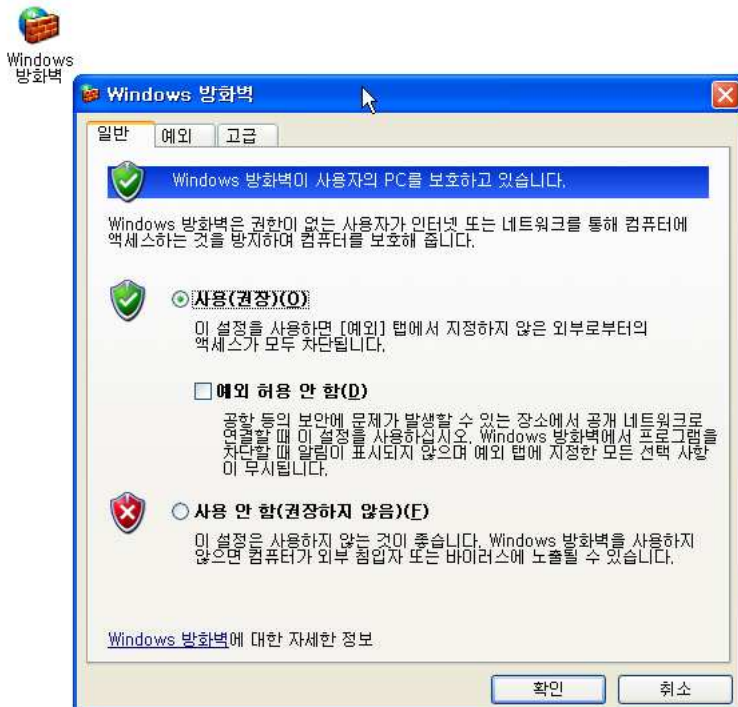 Windows
방화벽
Windows 방화벽
일반 예외 고급
Windows 방화벽이 사용자의 PC를 보호하고 있습니다.
Windows 방화벽은 권한이 없는 사용자가 인터넷 또는 네트워크를 통해 컴퓨터에
액세스하는 것을 방지하여 컴퓨터를 보호해 줍니다.
사용(권장)(O)
이 설정을 사용하면 [예외] 탭에서 지정하지 않은 외부로부터의
액세스가 모두 차단됩니다.
예외 허용 안 함(D)
공항 등의 보안에 문제가 발생할 수 있는 장소에서 공개 네트워크로
연결할 때 이 설정을 사용하십시오. Windows 방화벽에서 프로그램을
차단할 때 알림이 표시되지 않으며 예외 탭에 지정한 모든 선택 사항
이 무시됩니다.
사용 안 함(권장하지 않음)(F)
이 설정은 사용하지 않는 것이 좋습니다. Windows 방화벽을 사용하지
않으면 컴퓨터가 외부 침입자 또는 바이러스에 노출될 수 있습니다.
Windows 방화벽에 대한 자세한 정보
확인 취소